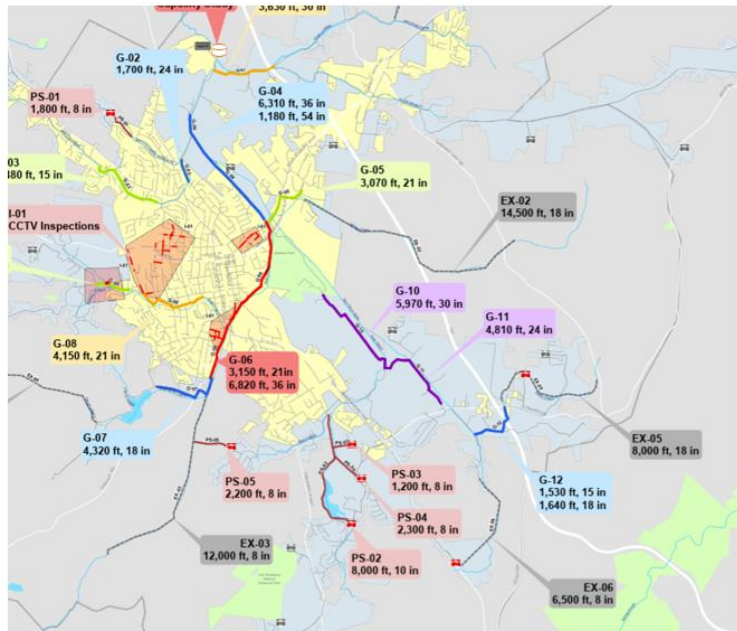 Capacity Study
3,630 ft, 30 in
G-02
1,700 ft, 24 in
G-04
6,310 ft, 36 in
1,180 ft, 54 in
PS-01
1,800 ft, 8 in
G-05
3,070 ft, 21 in
03
480 ft, 15 in
EX-02
14,500 ft, 18 in
I-01
CCTV Inspections
G-10
5,970 ft, 30 in
G-11
4,810 ft, 24 in
G-08
4,150 ft, 21 in
G-06
3,150 ft, 21in
6,820 ft, 36 in
G-07
4,320 ft, 18 in
EX-05
8,000 ft, 18 in
G-12
1,530 ft, 15 in
1,640 ft, 18 in
PS-05
2,200 ft, 8 in
PS-03
1,200 ft, 8 in
PS-04
2,300 ft, 8 in
EX-03
12,000 ft, 8 in
PS-02
8,000 ft, 10 in
EX-06
6,500 ft, 8 in